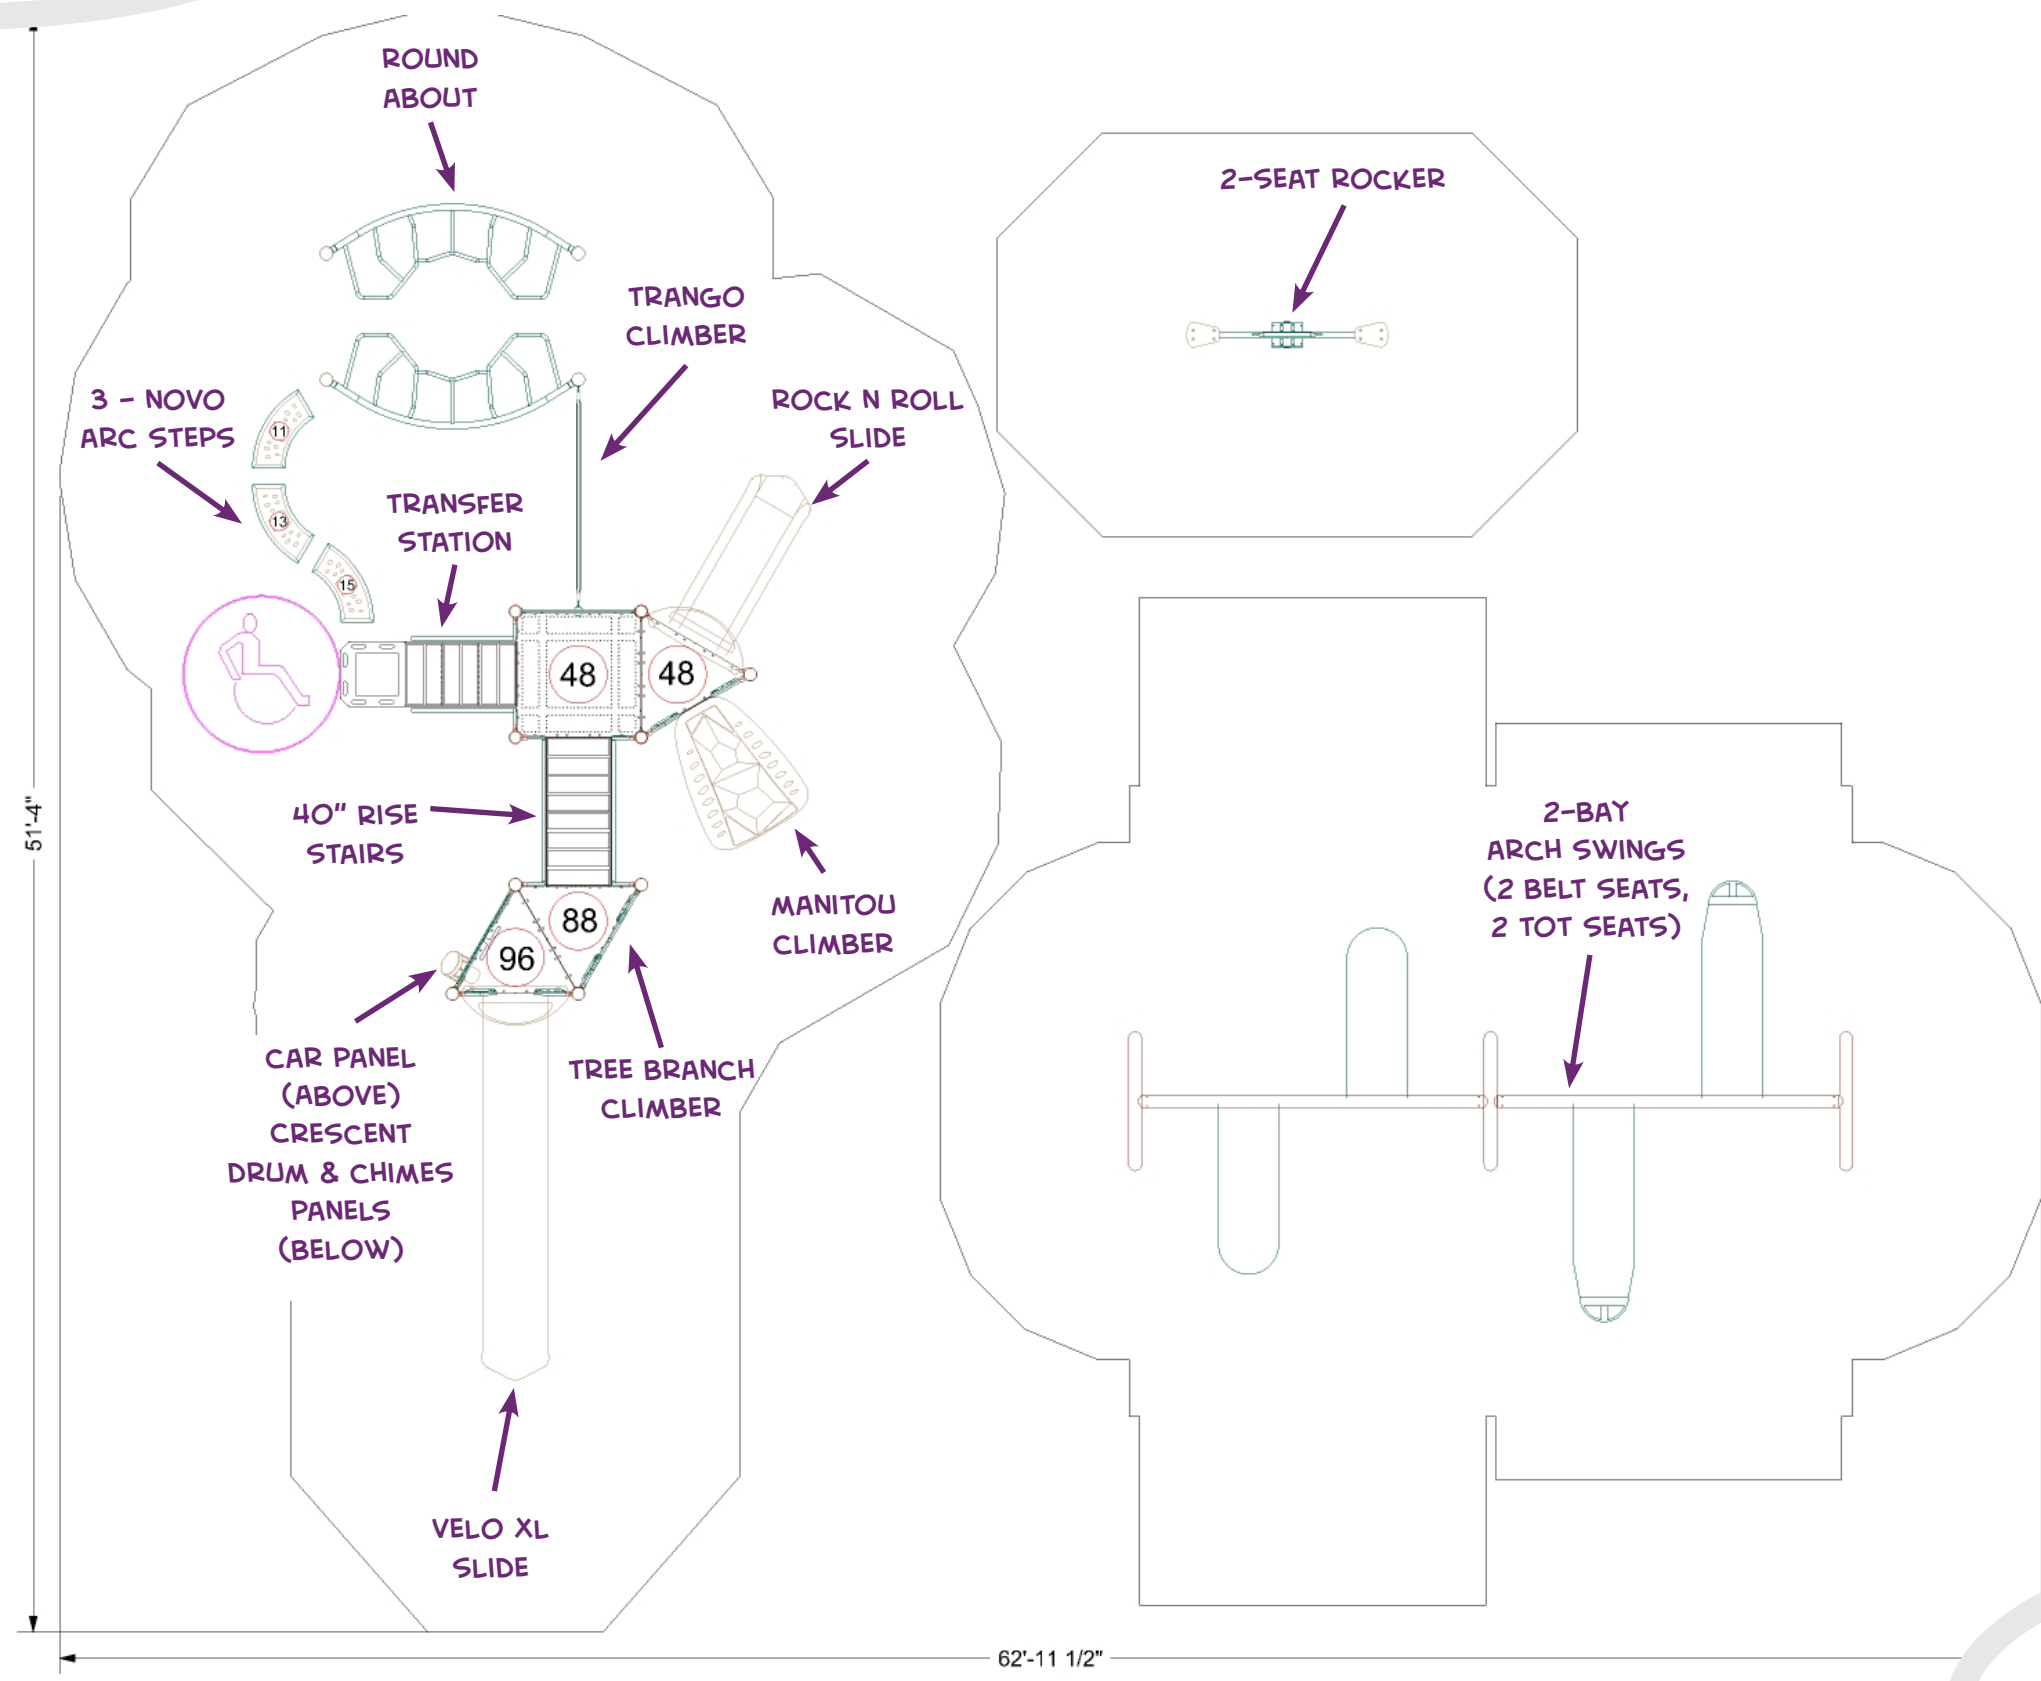 ROUND
ABOUT
2-SEAT ROCKER
TRANGO
CLIMBER
3 - NOVO
ARC STEPS
ROCK N ROLL
SLIDE
11
13
15
TRANSFER
STATION
48
48
40" RISE
STAIRS
51'-4"
2-BAY
ARCH SWINGS
(2 BELT SEATS,
2 TOT SEATS)
MANITOU
CLIMBER
88
96
CAR PANEL
(ABOVE)
CRESCENT
DRUM & CHIMES
PANELS
(BELOW)
TREE BRANCH
CLIMBER
VELO XL
SLIDE
62'-11 1/2"